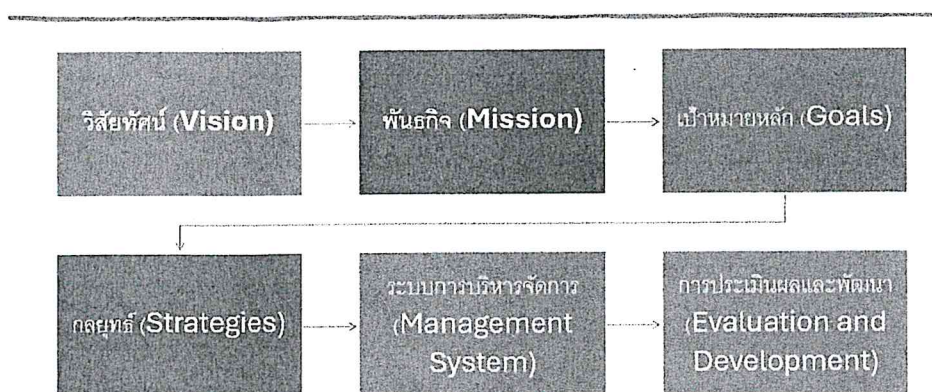 วิสัยทัศน์ (Vision)
พันธกิจ (Mission)
เป้าหมายหลัก (Goals)
กลยุทธ์ (Strategies)
ระบบการบริหารจัดการ
(Management
System)
การประเมินผลและพัฒนา
(Evaluation and
Development)